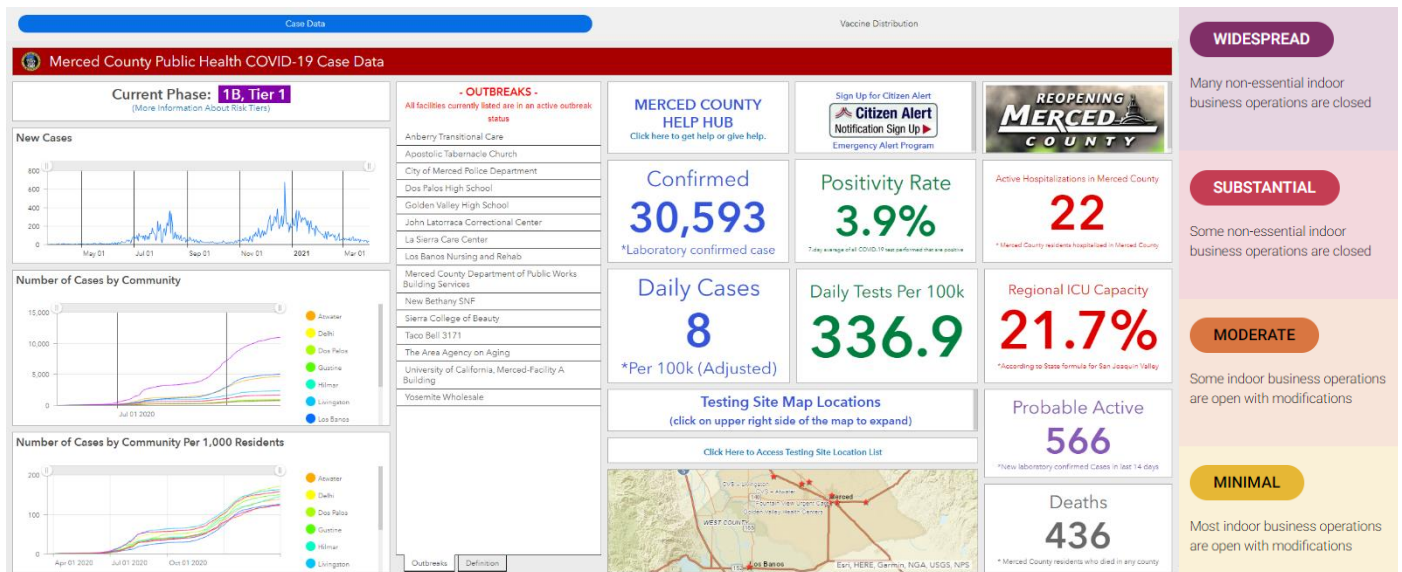 Case Data
Vaccine Distribution
Merced County Public Health COVID-19 Case Data
Current Phase: 1B, Tier 1
(More Information About Risk Tiers)
New Cases
800
600
400
200
0
May 01
Jul 01
Sep 01
Nov 01
2021
Mar 01
Number of Cases by Community
15,000
10,000
5,000
0
Jul 01 2020
Atwater
Delhi
Dos Palos
Gustine
Hilmar
Livingston
Los Banos
Number of Cases by Community Per 1,000 Residents
200
100
0
Apr 01 2020
Jul 01 2020
Oct 01 2020
Atwater
Delhi
Dos Palos
Gustine
Hilmar
Livingston
- OUTBREAKS -
All facilities currently listed are in an active outbreak
status
Anberry Transitional Care
Apostolic Tabernacle Church
City of Merced Police Department
Dos Palos High School
Golden Valley High School
John Latorraca Correctional Center
La Sierra Care Center
Los Banos Nursing and Rehab
Merced County Department of Public Works
Building Services
New Bethany SNF
Sierra College of Beauty
Taco Bell 3171
The Area Agency on Aging
University of California, Merced-Facility A
Building
Yosemite Wholesale
Outbreaks
Definition
MERCED COUNTY
HELP HUB
Click here to get help or give help.
Sign Up for Citizen Alert
Citizen Alert
Notification Sign Up
Emergency Alert Program
REOPENING
MERCED
COUNTY
Confirmed
30,593
*Laboratory confirmed case
Positivity Rate
3.9%
7 day average of all COVID-19 test performed that are positive
Active Hospitalizations in Merced County
22
* Merced County residents hospitalized in Merced County
Daily Cases
8
*Per 100k (Adjusted)
Daily Tests Per 100k
336.9
Regional ICU Capacity
21.7%
*According to State formula for San Joaquin Valley
Testing Site Map Locations
(click on upper right side of the map to expand)
Click Here to Access Testing Site Location List
Merced
WEST COUNTY
Los Banos
Esri, HERE, Garmin, NGA, USGS, NPS
Probable Active
566
*New laboratory confirmed Cases in last 14 days
Deaths
436
* Merced County residents who died in any county
WIDESPREAD
Many non-essential indoor
business operations are closed
SUBSTANTIAL
Some non-essential indoor
business operations are closed
MODERATE
Some indoor business operations
are open with modifications
MINIMAL
Most indoor business operations
are open with modifications